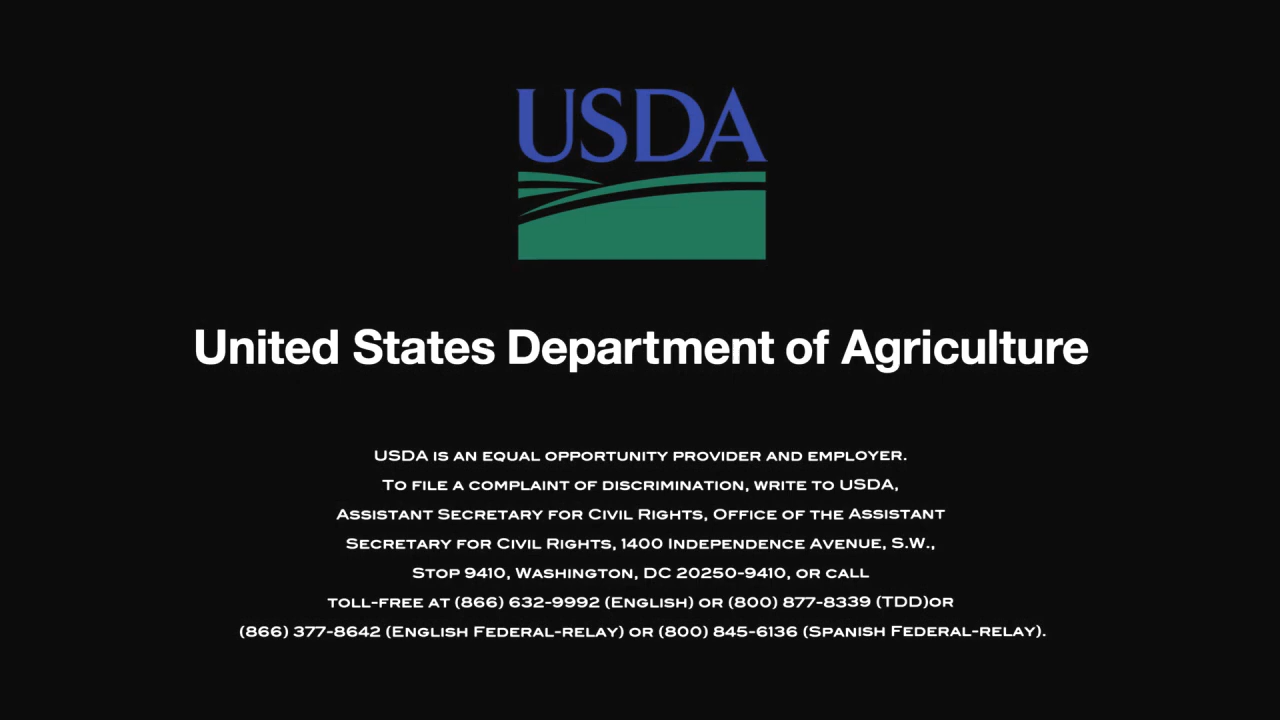 USDA
United States Department of Agriculture
USDA is an equal opportunity provider and employer.
To file a complaint of discrimination, write to USDA,
Assistant Secretary for Civil Rights, Office of the Assistant
Secretary for Civil Rights, 1400 Independence Avenue, S.W.,
Stop 9410, Washington, DC 20250-9410, or call
toll-free at (866) 632-9992 (English) or (800) 877-8339 (TDD)or
(866) 377-8642 (English Federal-relay) or (800) 845-6136 (Spanish Federal-relay).